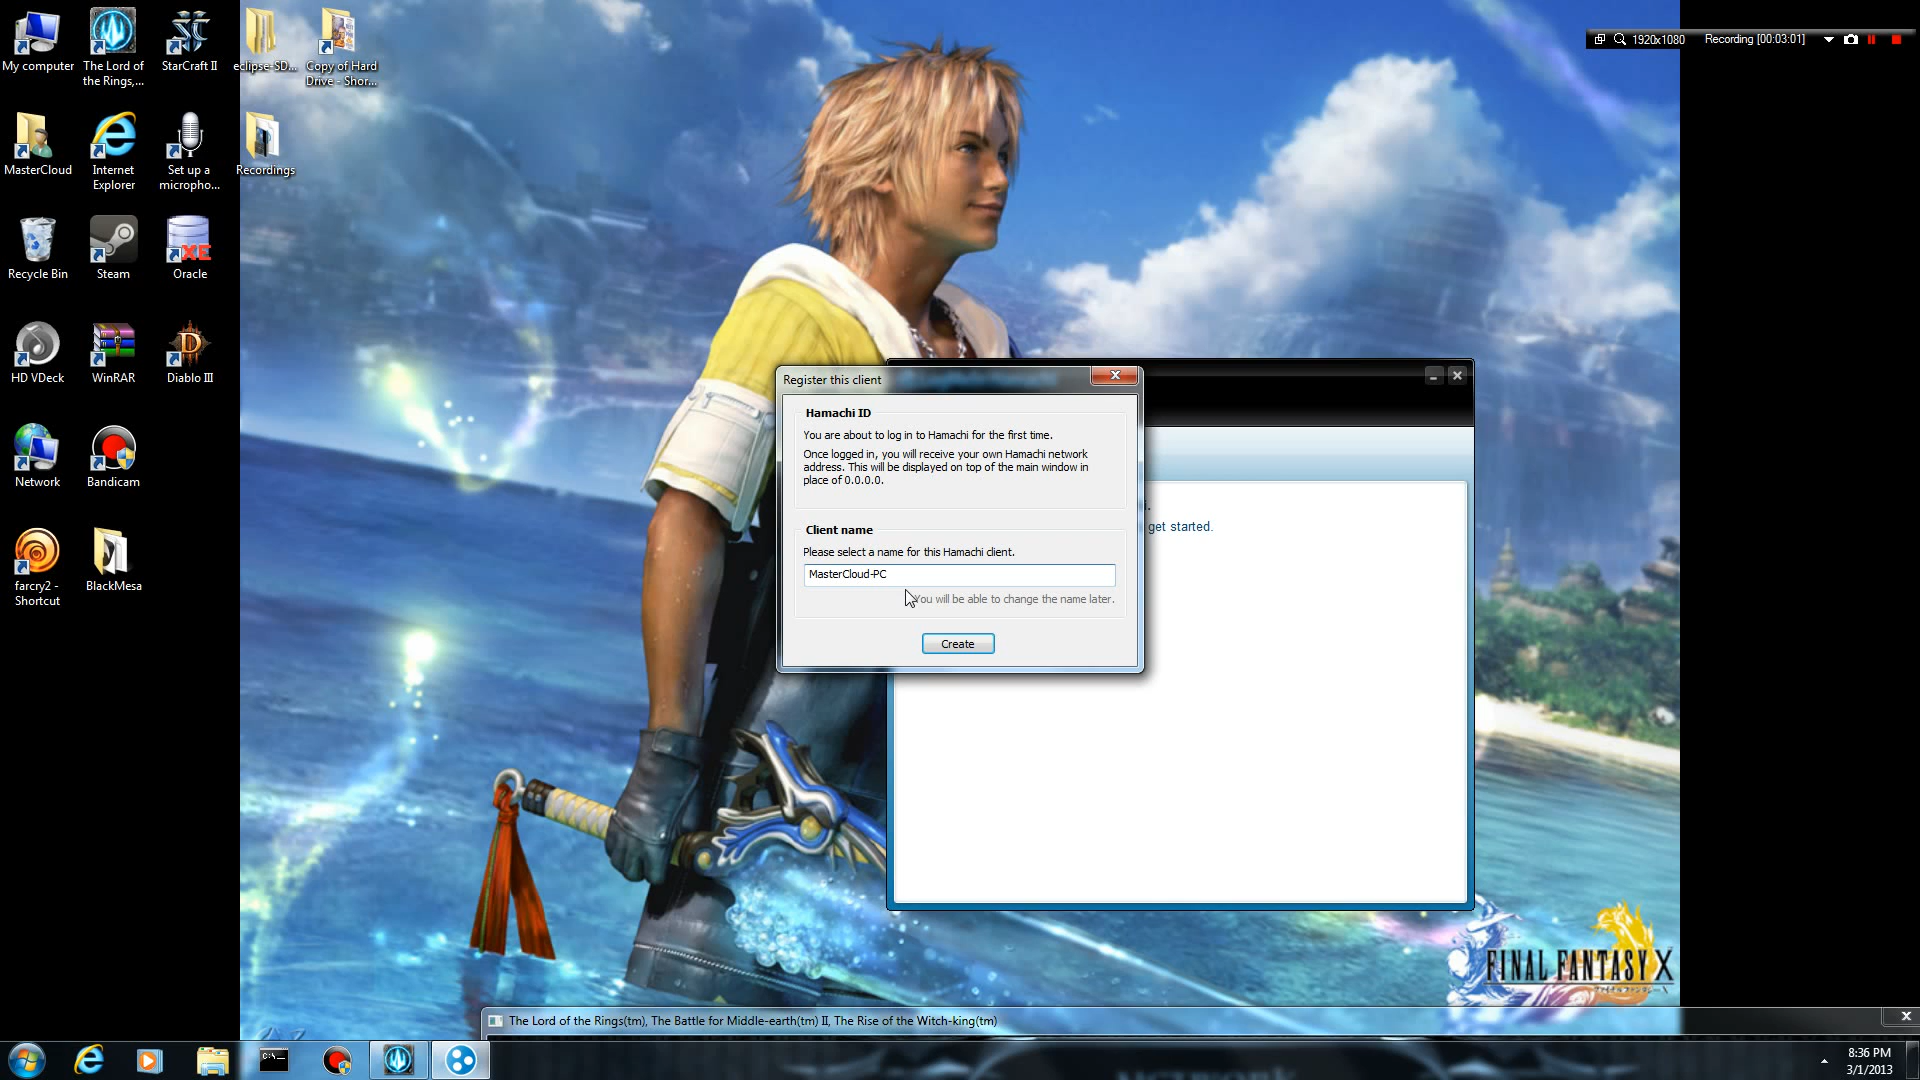 My computer
The Lord of
the Rings,...
StarCraft II
eclipse-SD...
Copy of Hard
Drive - Shor...
1920x1080
Recording [00:03:01]
MasterCloud
Internet
Explorer
Set up a
micropho...
Recordings
Recycle Bin
Steam
XE
Oracle
HD VDeck
WinRAR
Diablo III
Network
Bandicam
farcry2 -
Shortcut
BlackMesa
Register this client
Hamachi ID
You are about to log in to Hamachi for the first time.
Once logged in, you will receive your own Hamachi network
address. This will be displayed on top of the main window in
place of 0.0.0.0.
Client name
Please select a name for this Hamachi client.
MasterCloud-PC
You will be able to change the name later.
Create
get started.
FINAL FANTASY X
The Lord of the Rings(tm), The Battle for Middle-earth(tm) II, The Rise of the Witch-king(tm)
C:\
NETWORK
8:36 PM
3/1/2013